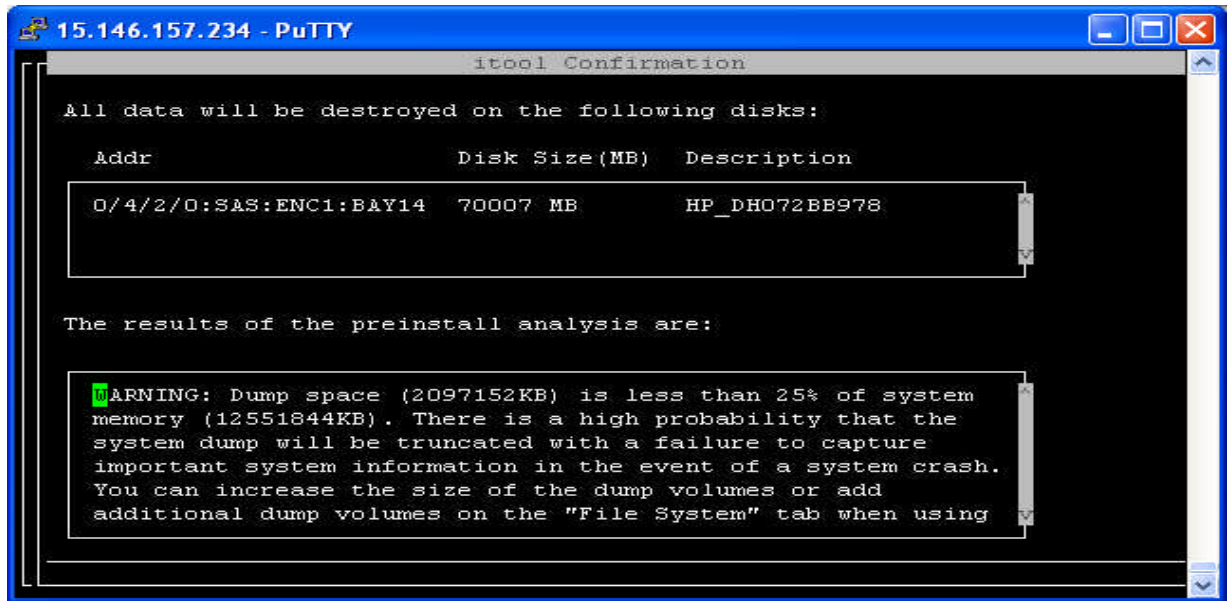 15.146.157.234 - PuTTY
itool Confirmation
All data will be destroyed on the following disks:
Addr Disk Size(MB) Description
0/4/2/0:SAS:ENC1:BAY14 70007 MB HP_DH072BB978
The results of the preinstall analysis are:
WARNING: Dump space (2097152KB) is less than 25% of system
memory (12551844KB). There is a high probability that the
system dump will be truncated with a failure to capture
important system information in the event of a system crash.
You can increase the size of the dump volumes or add
additional dump volumes on the "File System" tab when using